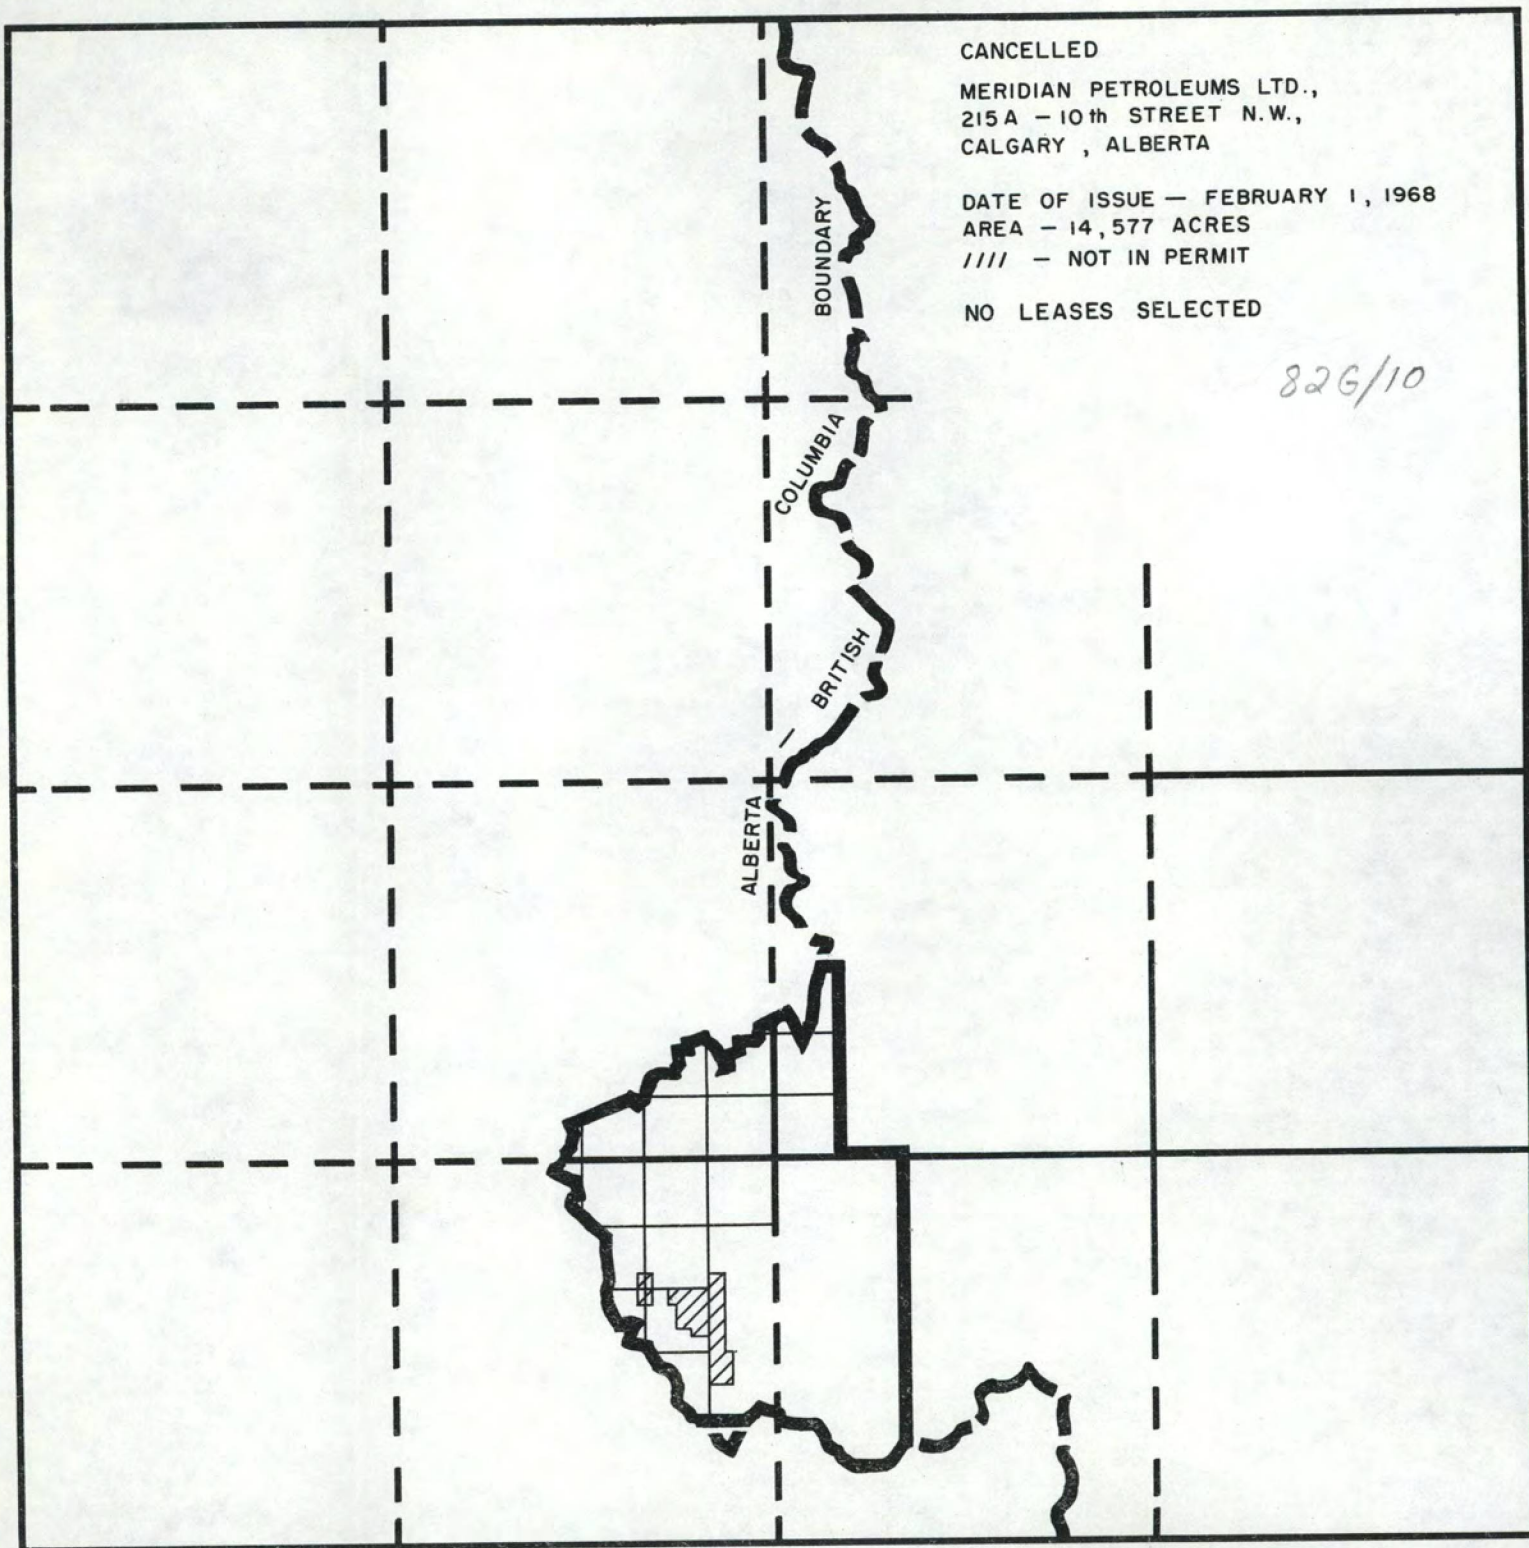 CANCELLED
MERIDIAN PETROLEUMS LTD.,
215A – 10th STREET N.W.,
CALGARY , ALBERTA
DATE OF ISSUE — FEBRUARY 1, 1968
AREA – 14,577 ACRES
//// – NOT IN PERMIT
NO LEASES SELECTED
82G/10
BOUNDARY
COLUMBIA
BRITISH
–
ALBERTA